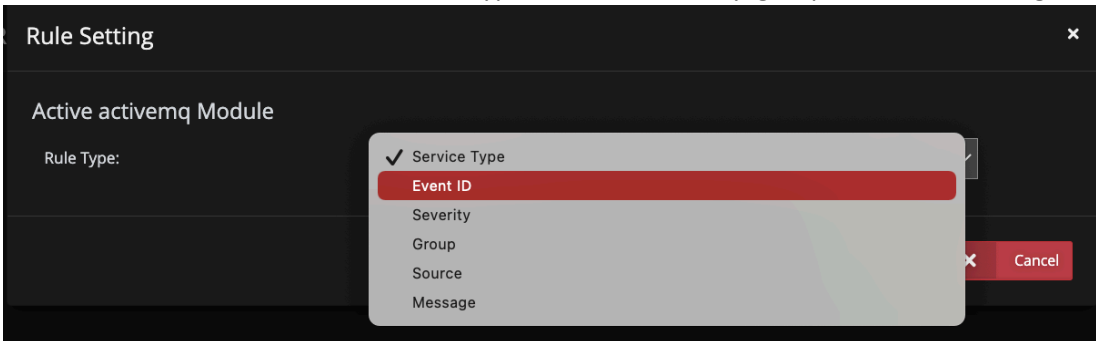 Rule Setting
Active activemq Module
Rule Type:
Service Type
Event ID
Severity
Group
Source
Message
Cancel